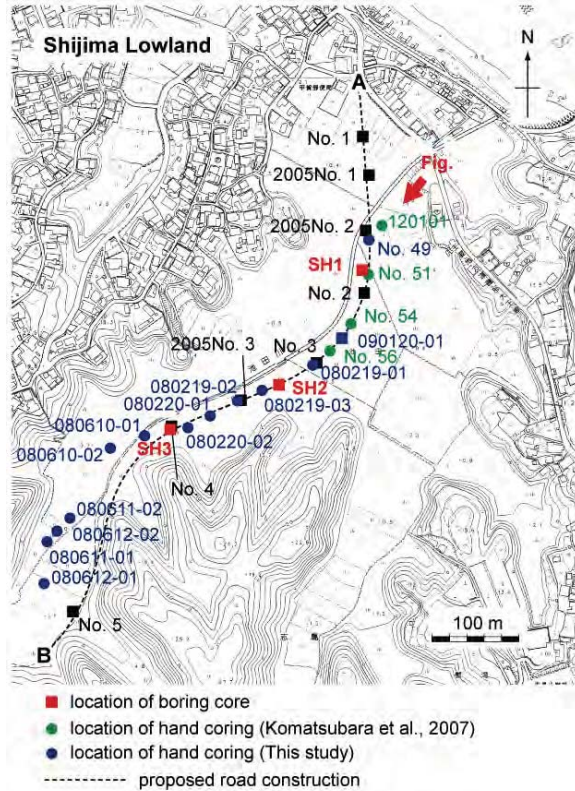 Shijima Lowland
N
A
No. 1
Fig.
2005No. 1
120101
2005No. 2
No. 49
SH1
No. 51
No. 2
No. 54
2005No. 3
No. 3
090120-01
No. 56
080219-02
080219-01
080220-01
SH2
080219-03
080610-01
080220-02
080610-02
SH3
No. 4
080611-02
080612-02
080611-01
080612-01
No. 5
100 m
B
location of boring core
location of hand coring (Komatsubara et al., 2007)
location of hand coring (This study)
proposed road construction